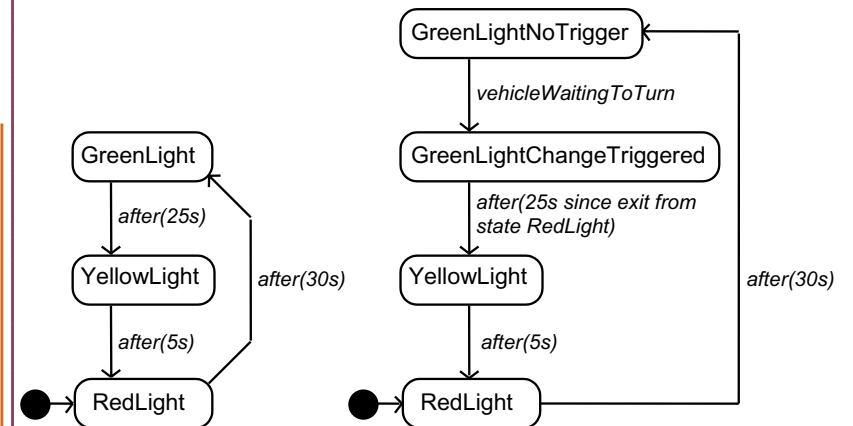 GreenLight
after(25s)
YellowLight
after(30s)
after(5s)
RedLight
GreenLightNoTrigger
vehicleWaitingToTurn
GreenLightChangeTriggered
after(25s since exit from
state RedLight)
YellowLight
after(30s)
after(5s)
RedLight